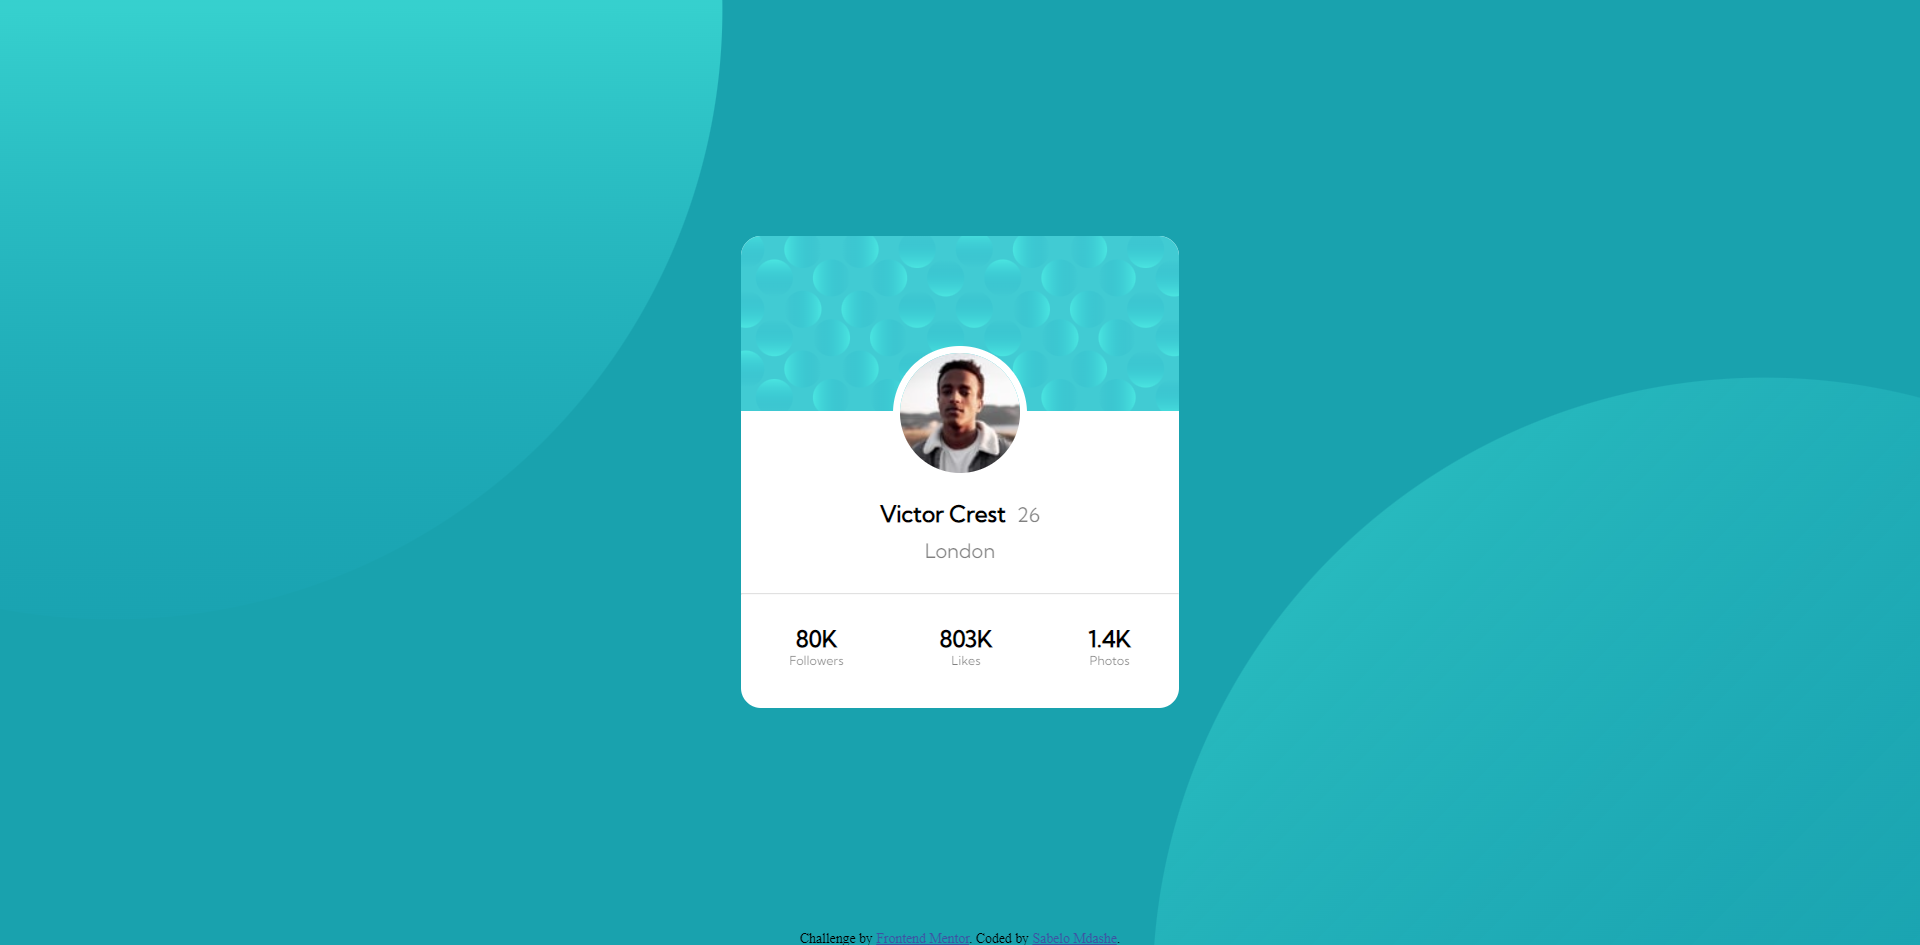 Victor Crest 26
London
80K 803K 1.4K
Followers Likes Photos
Challenge by Frontend Mentor. Coded by Sabelo Mdashe.